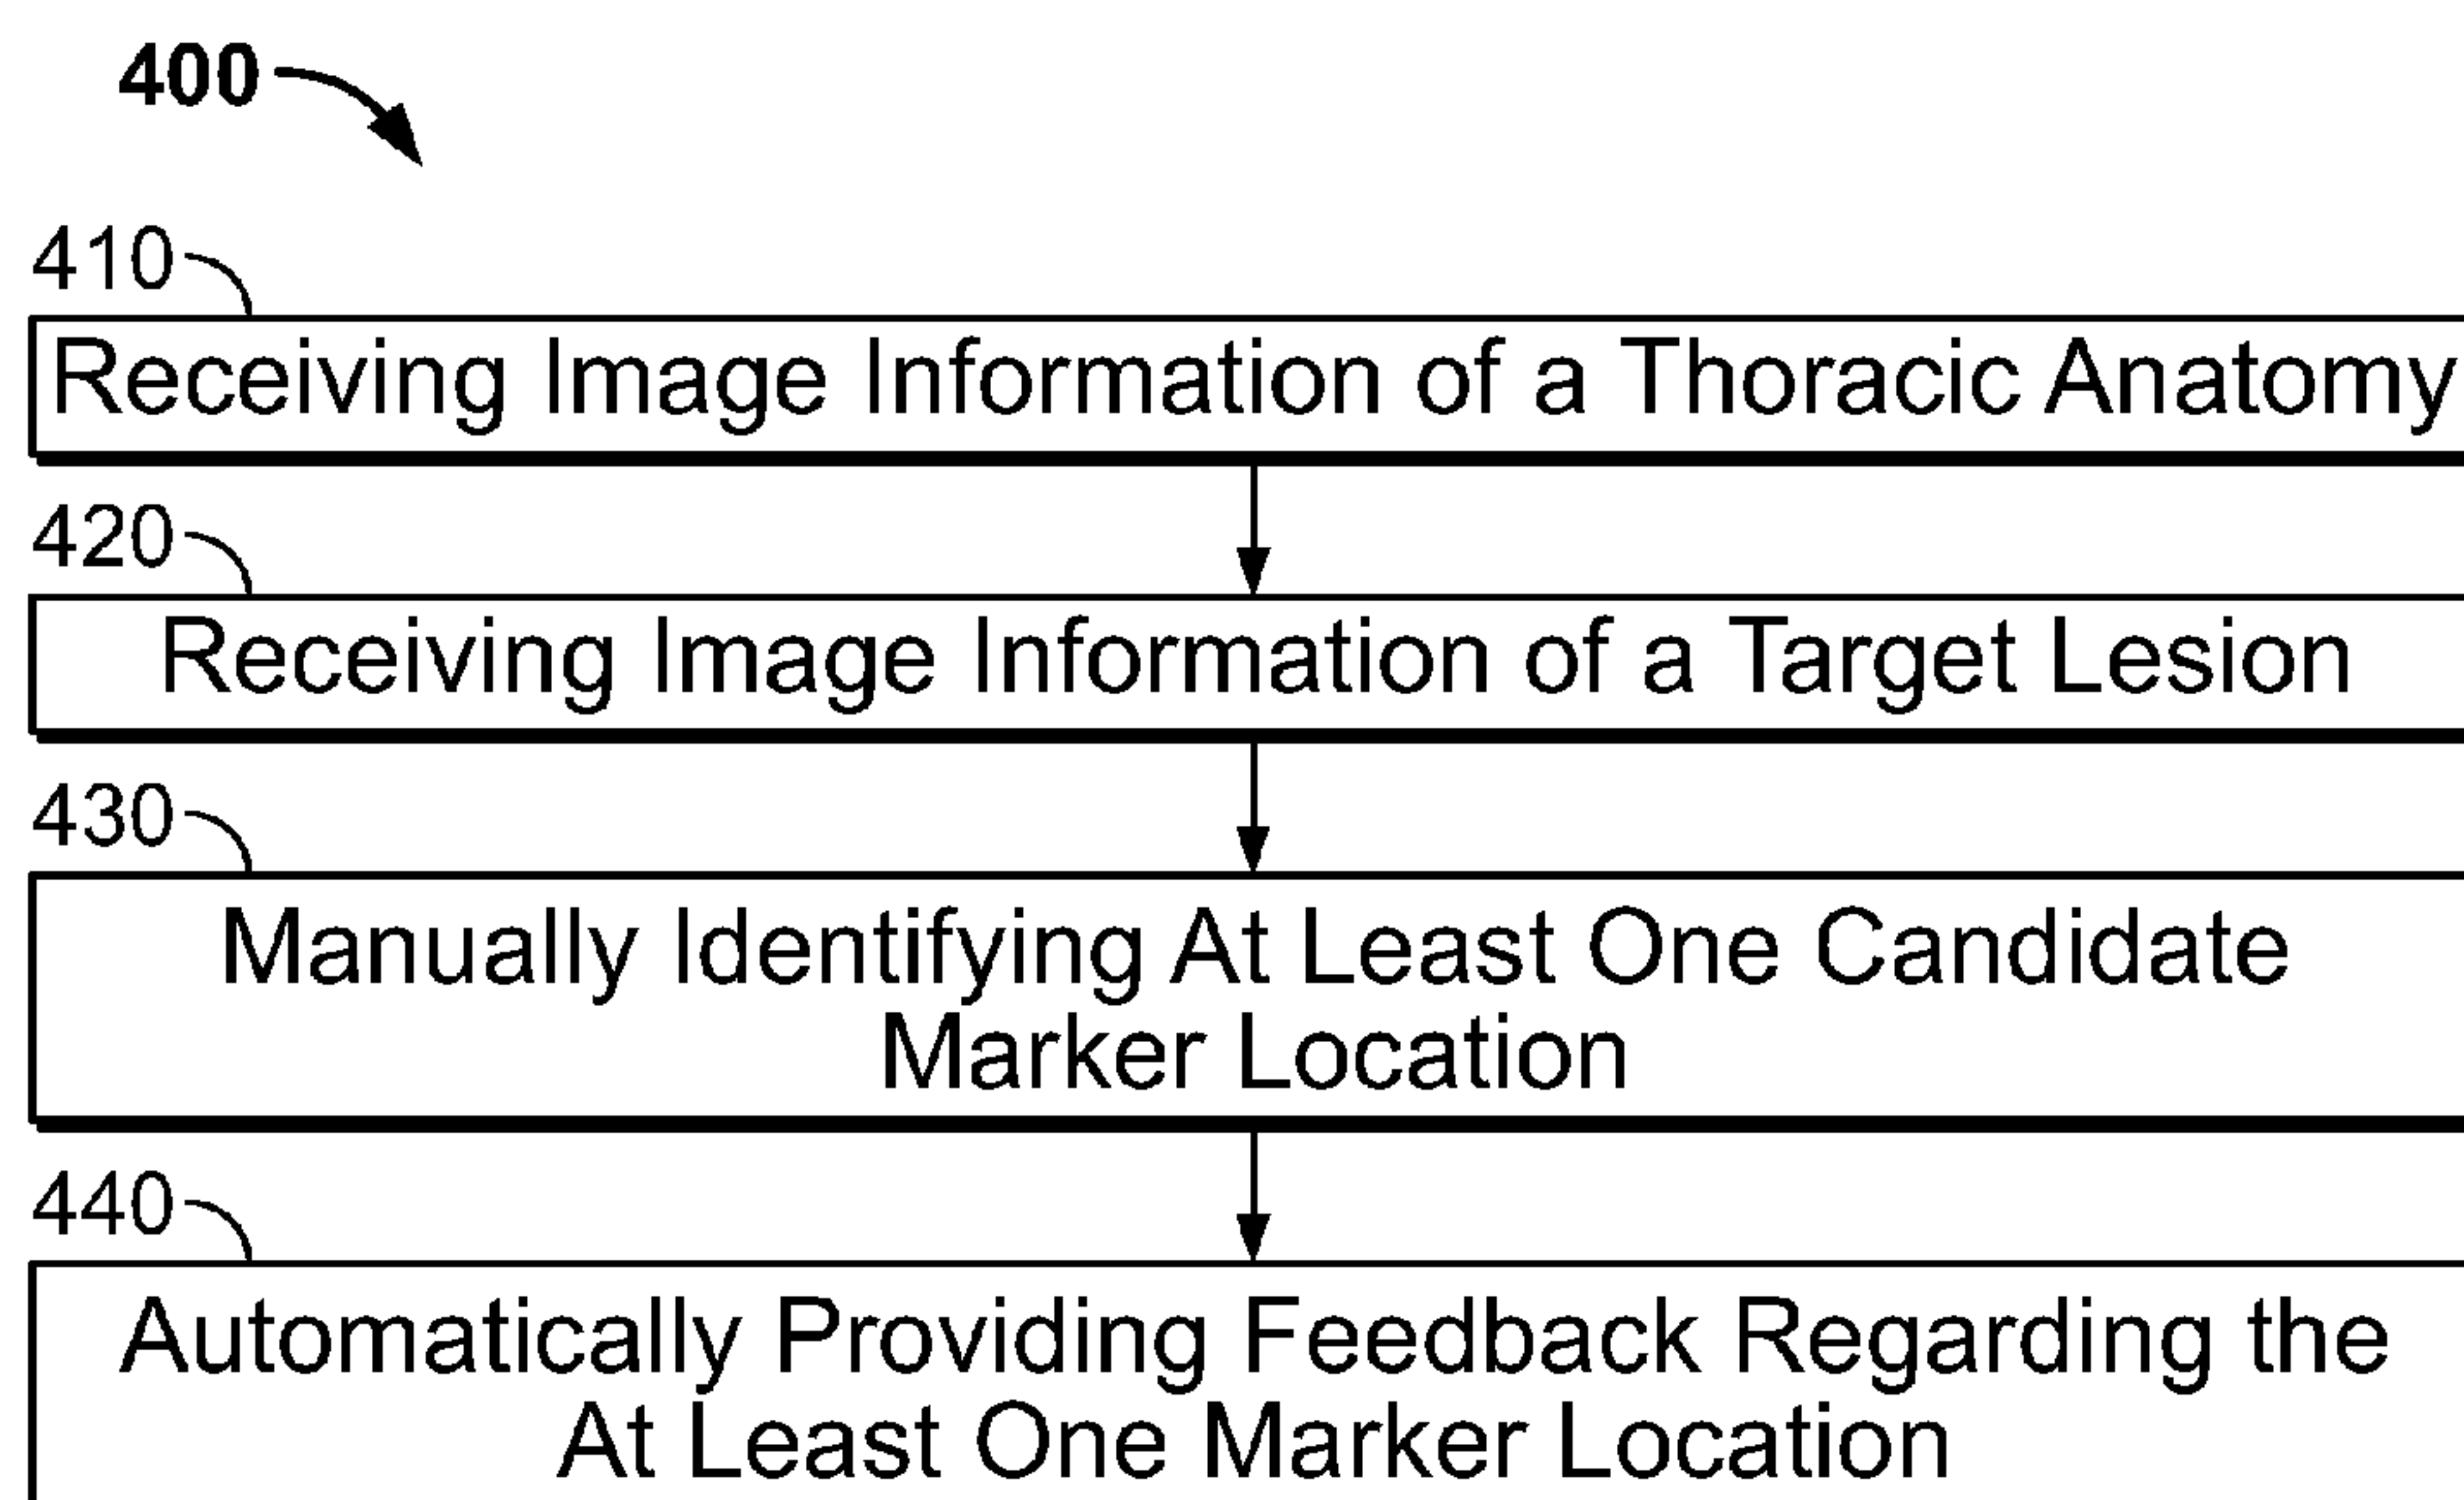 400
410
Receiving Image Information of a Thoracic Anatomy
420
Receiving Image Information of a Target Lesion
430
Manually Identifying At Least One Candidate
Marker Location
440
Automatically Providing Feedback Regarding the
At Least One Marker Location